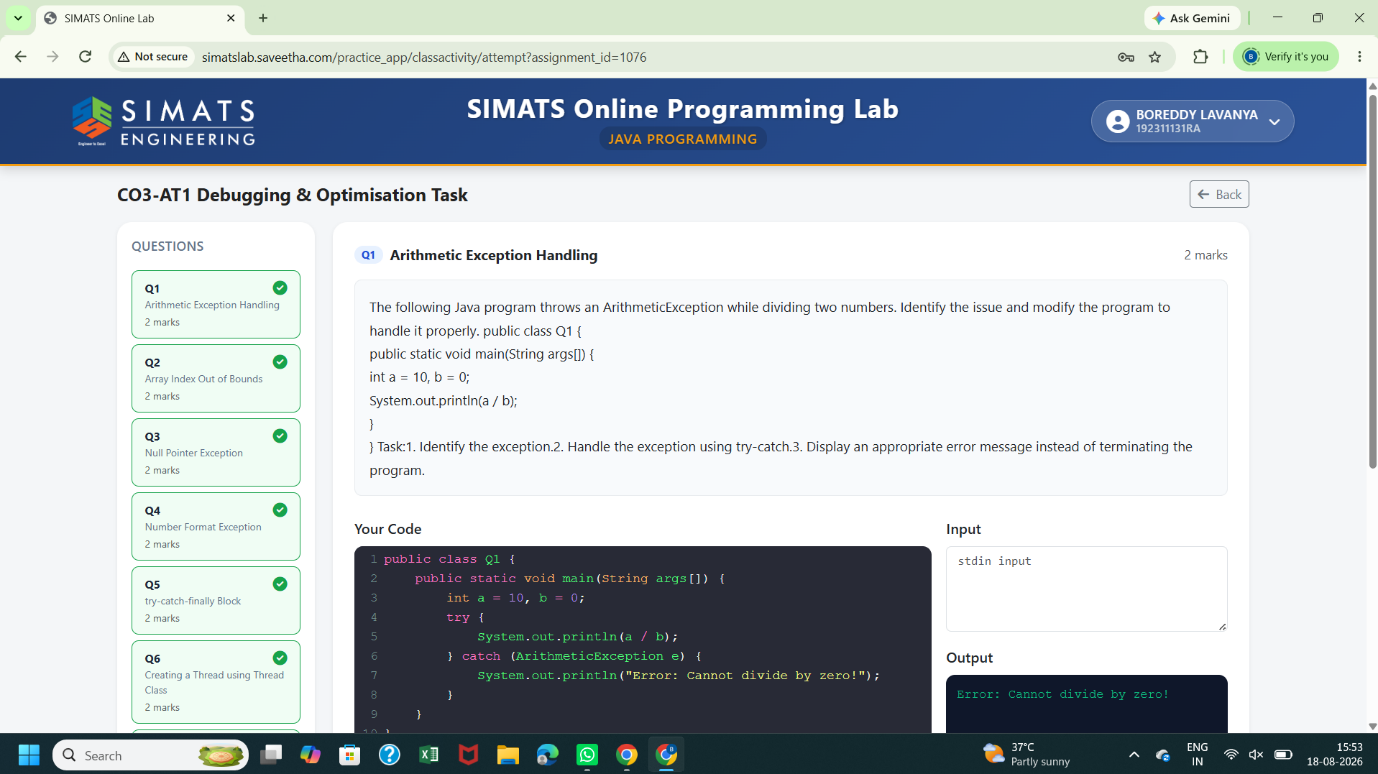 SIMATS Online Lab
Ask Gemini
Not secure
simatslab.saveetha.com/practice_app/classactivity/attempt?assignment_id=1076
B
Verify it's you
SIMATS
ENGINEERING
SIMATS Online Programming Lab
JAVA PROGRAMMING
BOREDDY LAVANYA
192311131RA
CO3-AT1 Debugging & Optimisation Task
Back
QUESTIONS
Q1
Arithmetic Exception Handling
2 marks
Q2
Array Index Out of Bounds
2 marks
Q3
Null Pointer Exception
2 marks
Q4
Number Format Exception
2 marks
Q5
try-catch-finally Block
2 marks
Q6
Creating a Thread using Thread
Class
2 marks
Q1 Arithmetic Exception Handling
2 marks
The following Java program throws an ArithmeticException while dividing two numbers. Identify the issue and modify the program to
handle it properly. public class Q1 {
public static void main(String args[]) {
int a = 10, b = 0;
System.out.println(a / b);
}
} Task:1. Identify the exception.2. Handle the exception using try-catch.3. Display an appropriate error message instead of terminating the
program.
Your Code
1 public class Q1 {
2 public static void main(String args[]) {
3 int a = 10, b = 0;
4 try {
5 System.out.println(a / b);
6 } catch (ArithmeticException e) {
7 System.out.println("Error: Cannot divide by zero!");
8 }
9 }
10 }
Input
stdin input
Output
Error: Cannot divide by zero!
Search
37°C
Partly sunny
ENG
IN
15:53
18-08-2026